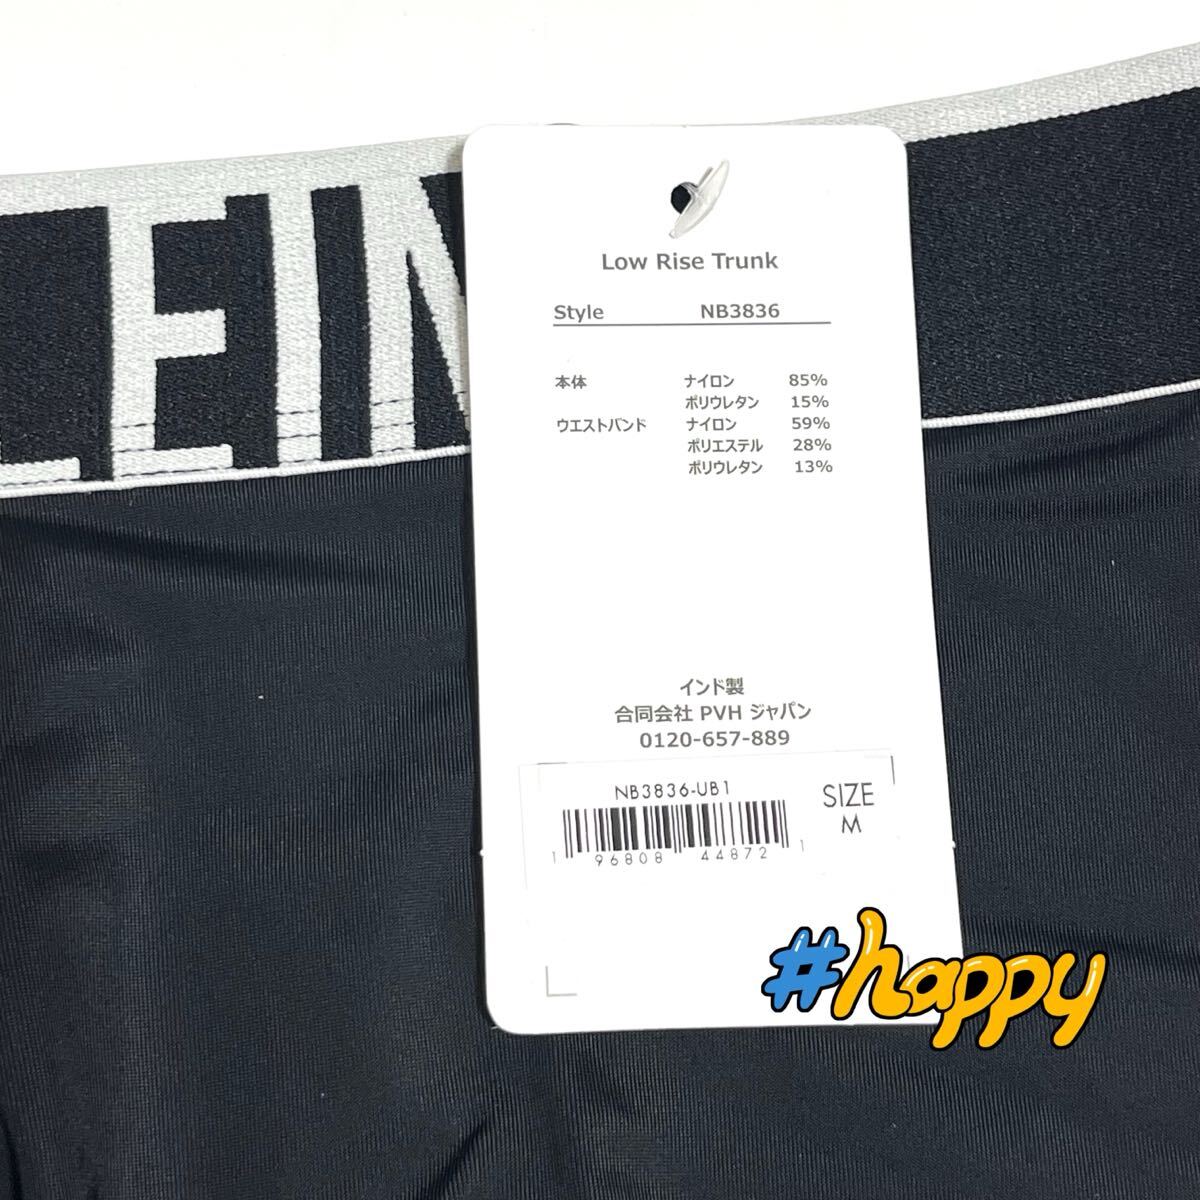 LEIN
Low Rise Trunk
Style NB3836
本体 ナイロン 85%
ポリウレタン 15%
ウエストバンド ナイロン 59%
ポリエステル 28%
ポリウレタン 13%
インド製
合同会社 PVH ジャパン
0120-657-889
NB3836-UB1
SIZE
M
1 96808 44872 1
#happy